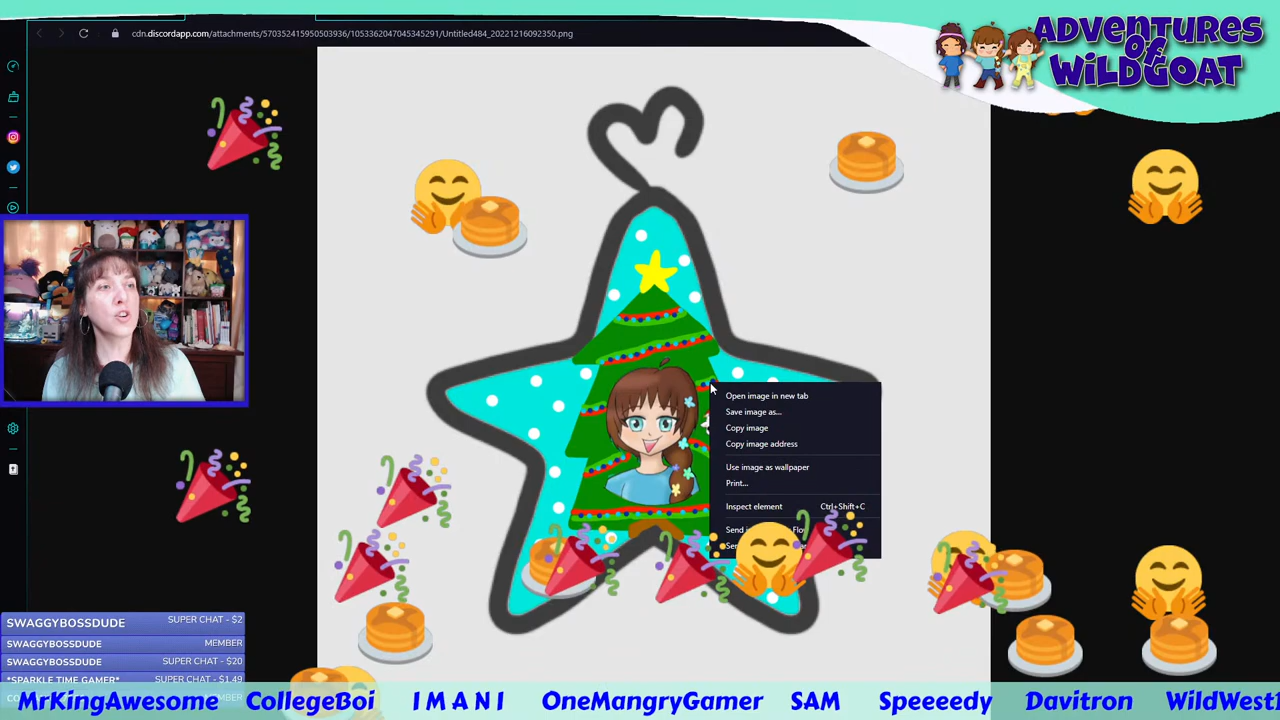 cdn.discordapp.com/attachments/570352415950503936/1053362047045345291/Untitled484_20221216092350.png
ADVENTURES
OF
WILDGOAT
Open image in new tab
Save image as...
Copy image
Copy image address
Use image as wallpaper
Print...
Inspect element Ctrl+Shift+C
SWAGGYBOSSDUDE SUPER CHAT - $2
SWAGGYBOSSDUDE MEMBER
SWAGGYBOSSDUDE SUPER CHAT - $20
*SPARKLE TIME GAMER* SUPER CHAT - $1.49
MrKingAwesome CollegeBoi I M A N I OneMangryGamer SAM Speeeedy Davitron